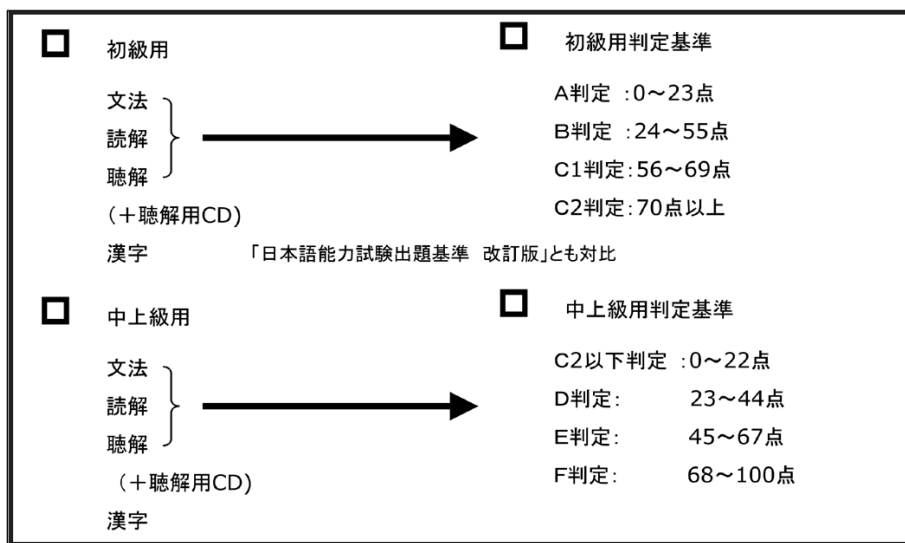 □ 初級用
文法
読解
聴解
(＋聴解用CD)
漢字
□ 初級用判定基準
A判定 :0～23点
B判定 :24～55点
C1判定:56～69点
C2判定:70点以上
「日本語能力試験出題基準 改訂版」とも対比
□ 中上級用
文法
読解
聴解
(＋聴解用CD)
漢字
□ 中上級用判定基準
C2以下判定 :0～22点
D判定: 23～44点
E判定: 45～67点
F判定: 68～100点